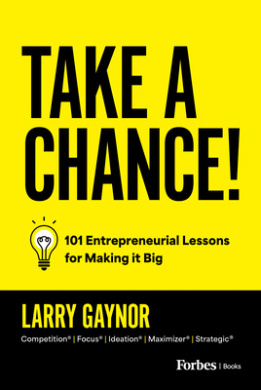 TAKE A
CHANCE!
101 Entrepreneurial Lessons
for Making it Big
LARRY GAYNOR
Competition® | Focus® | Ideation® | Maximizer® | Strategic®
Forbes | Books